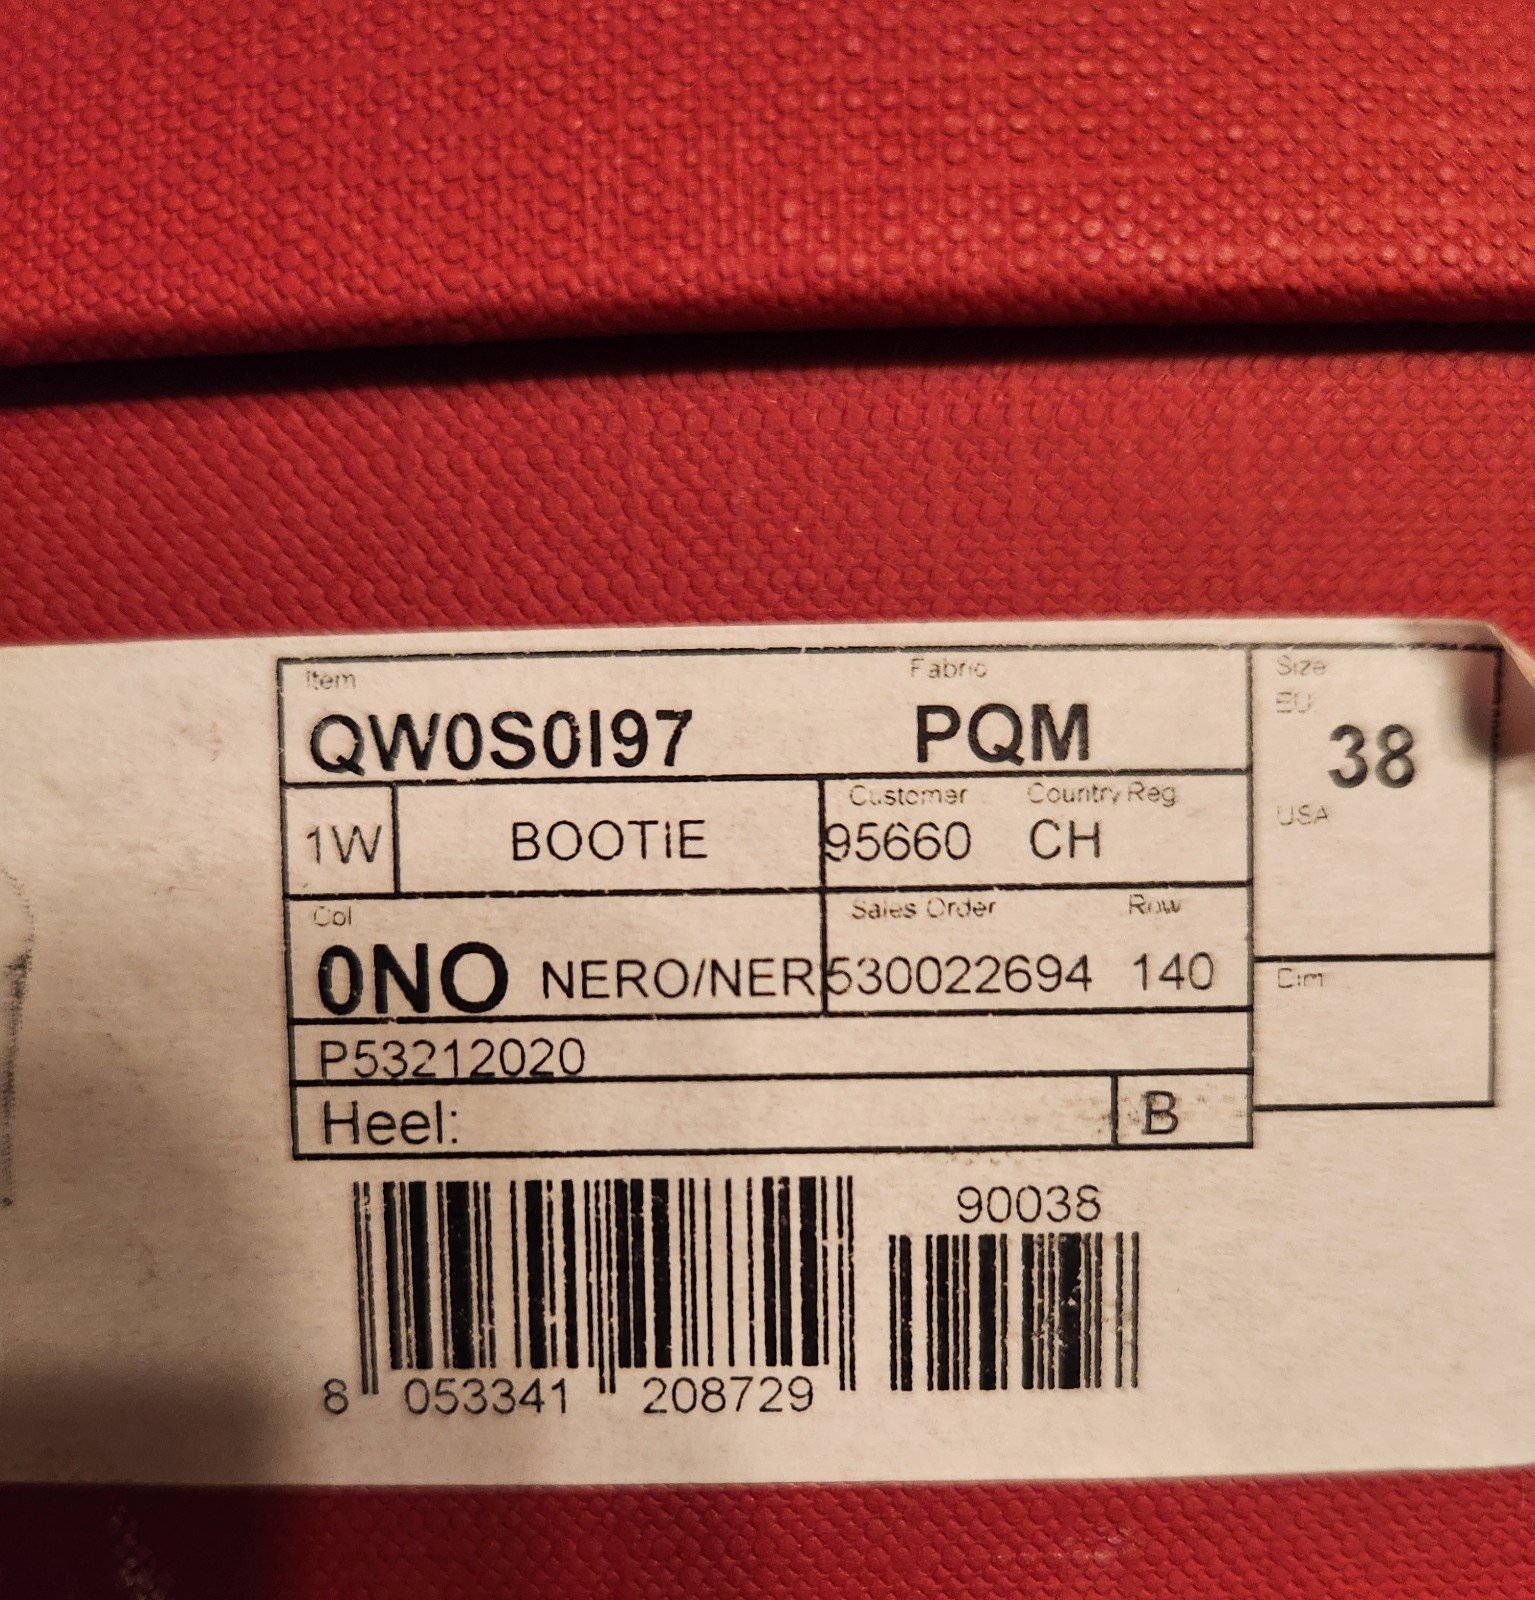 Item Fabric Size
EU
QW0S0I97 PQM 38
Customer Country Reg USA
1W BOOTIE 95660 CH
Col Sales Order Row
0NO NERO/NER 530022694 140 Dim
P53212020
Heel: B
90038
8 053341 208729